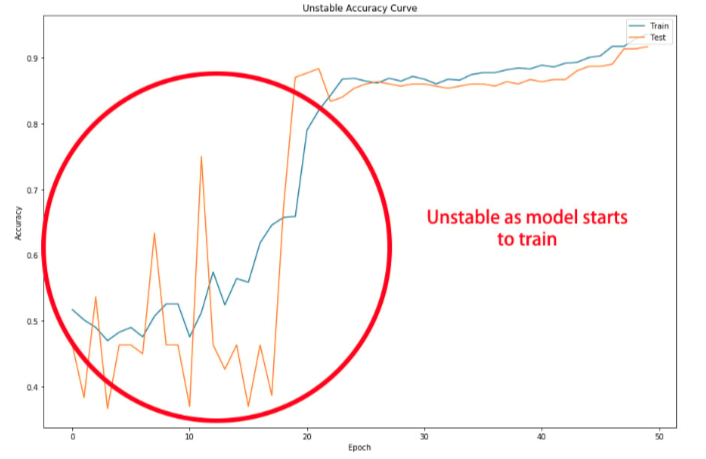 Unstable Accuracy Curve
Train
Test
Accuracy
0.9
0.8
0.7
0.6
0.5
0.4
Unstable as model starts
to train
0
10
20
30
40
50
Epoch